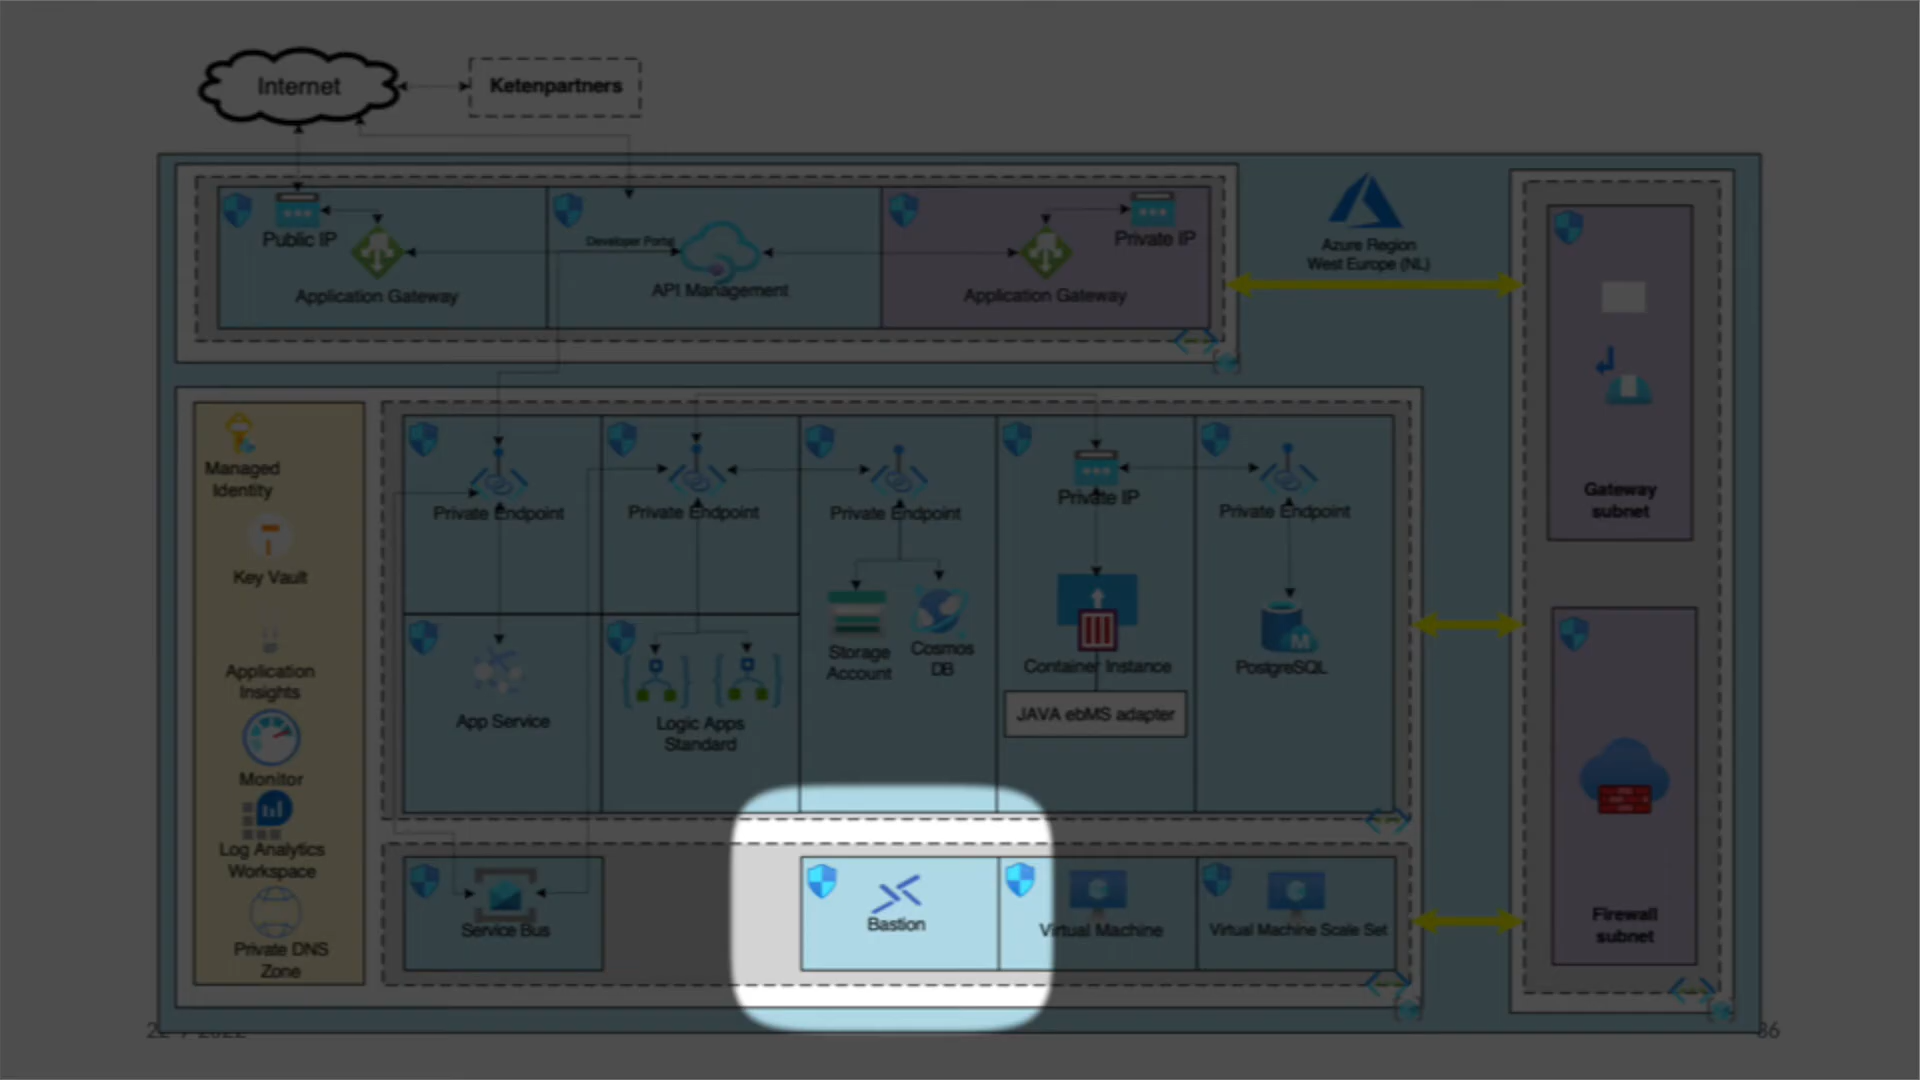 Internet
Ketenpartners
Public IP
Application Gateway
Developer Portal
API Management
Application Gateway
Private IP
Azure Region
West Europe (NL)
Managed
Identity
Key Vault
Application
Insights
Monitor
Log Analytics
Workspace
Private DNS
Zone
Private Endpoint
Private Endpoint
Private Endpoint
Private IP
Private Endpoint
App Service
Logic Apps
Standard
Storage
Account
Cosmos
DB
Container Instance
JAVA ebMS adapter
PostgreSQL
M
Service Bus
Bastion
Virtual Machine
Virtual Machine Scale Set
Gateway
subnet
Firewall
subnet
36